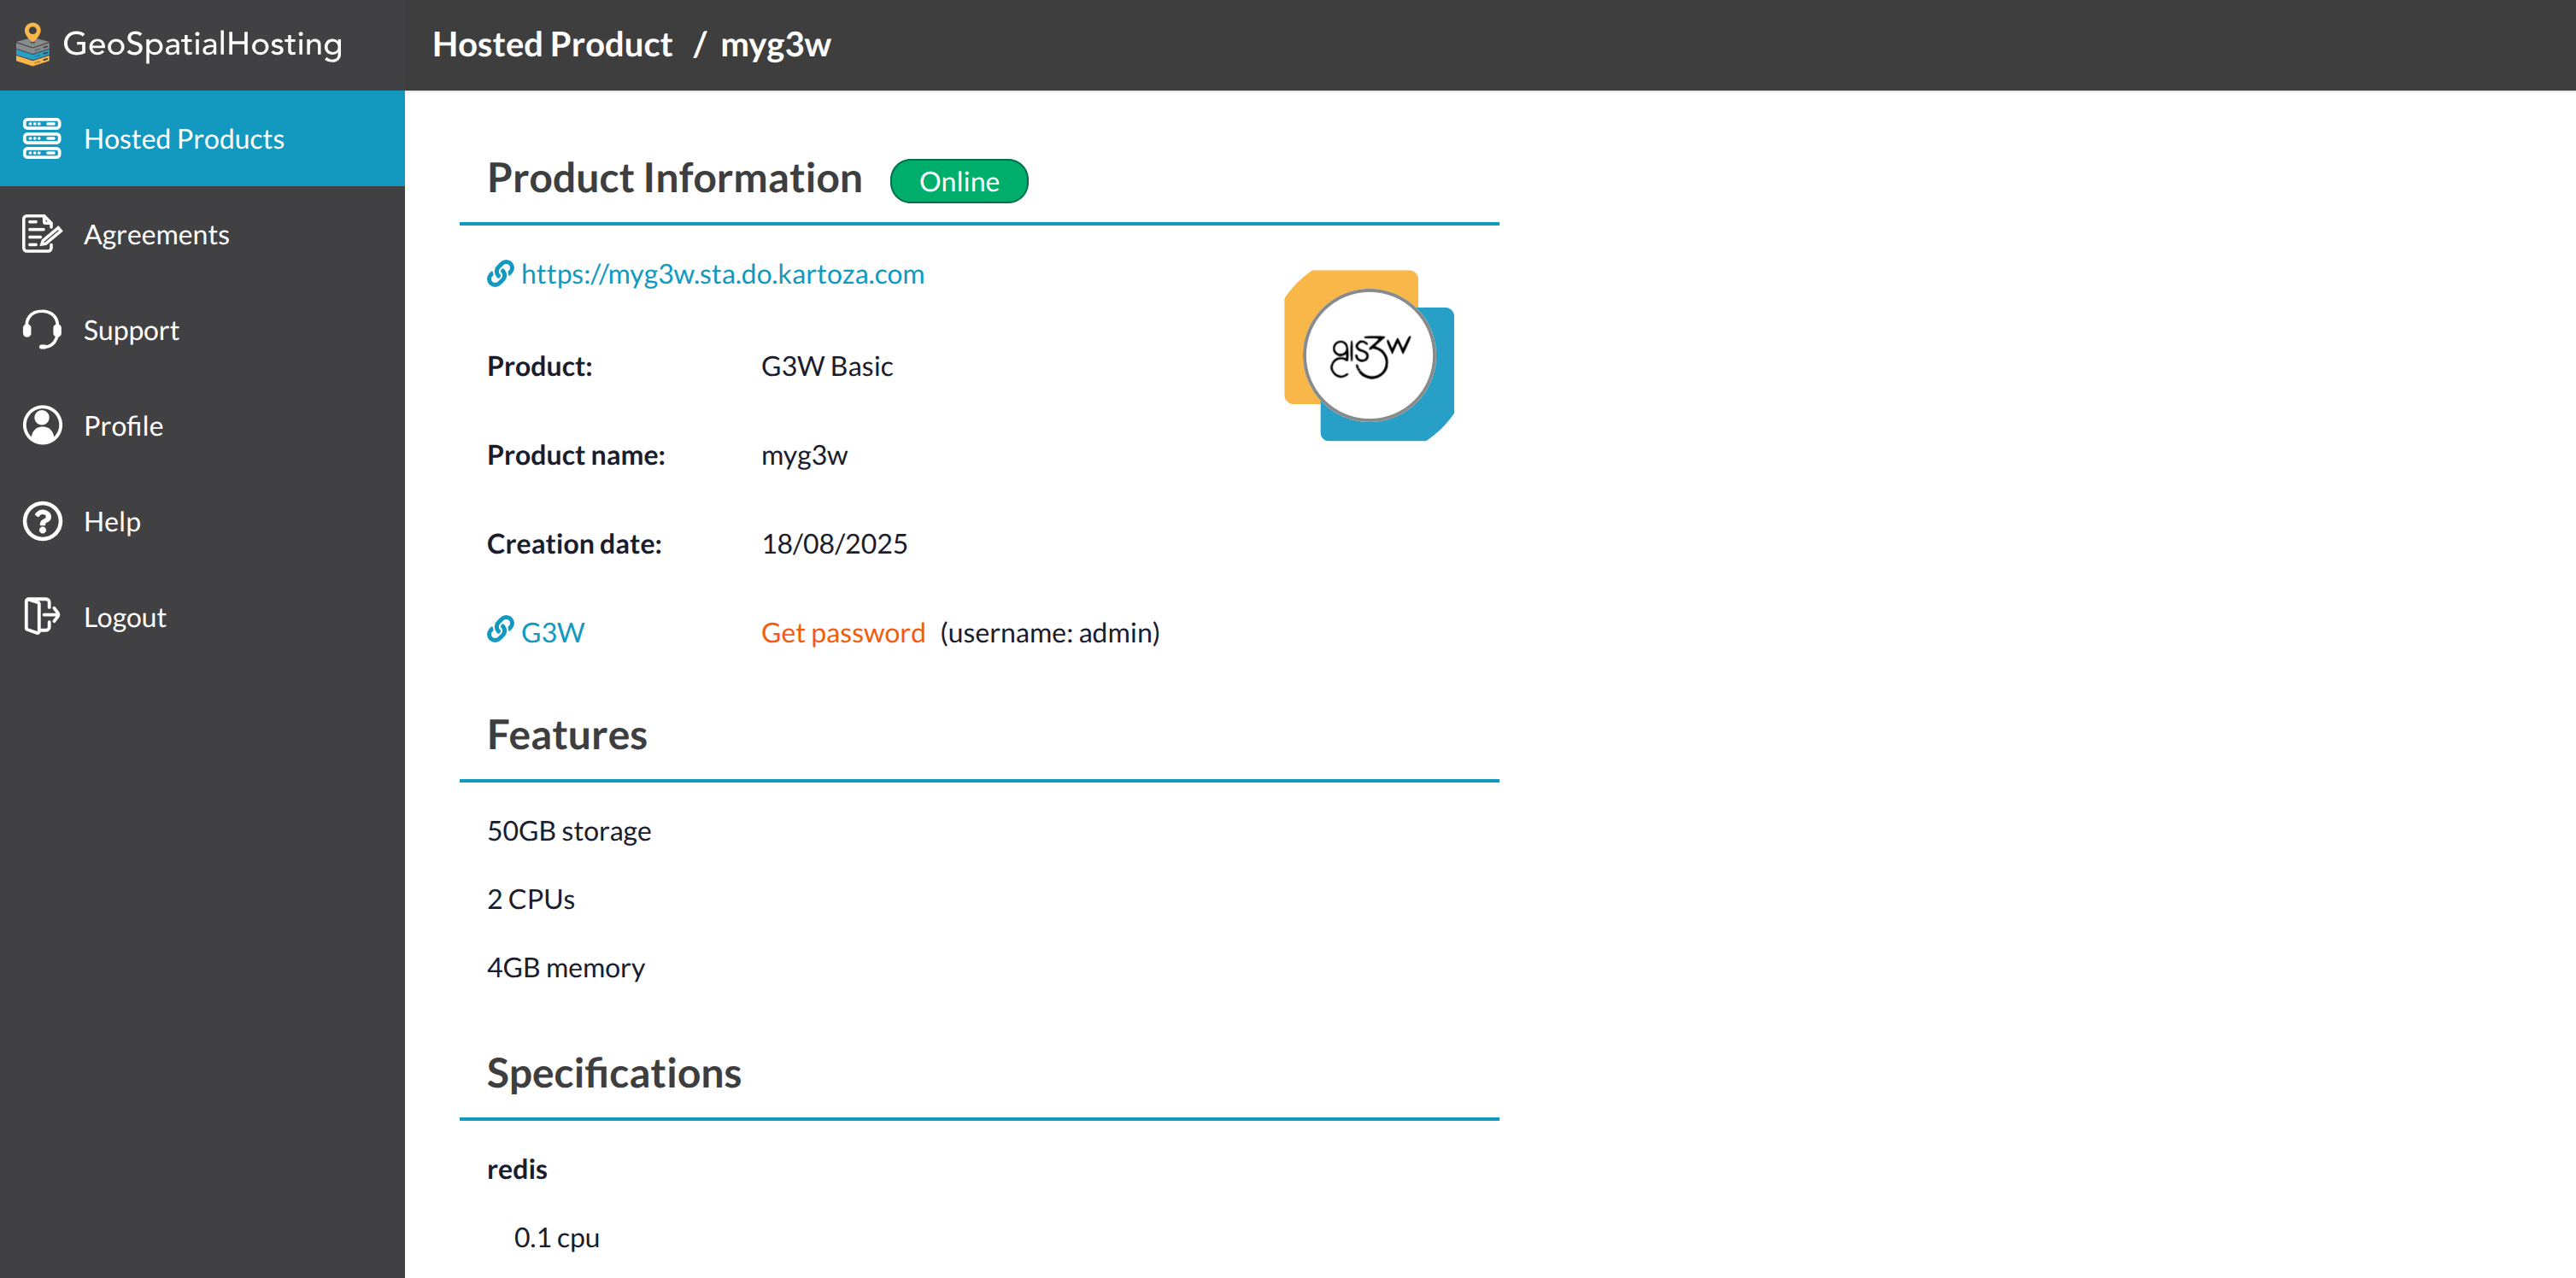 GeoSpatialHosting
Hosted Product / myg3w
Hosted Products
Agreements
Support
Profile
Help
Logout
Product Information Online
https://myg3w.sta.do.kartoza.com
gis3w
Product: G3W Basic
Product name: myg3w
Creation date: 18/08/2025
G3W Get password (username: admin)
Features
50GB storage
2 CPUs
4GB memory
Specifications
redis
0.1 cpu